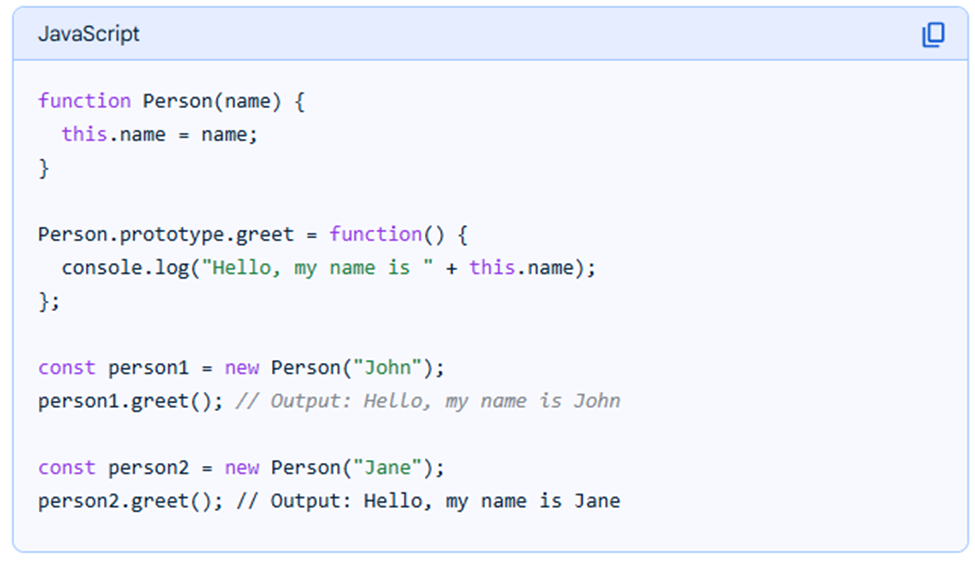 JavaScript
function Person(name) {
  this.name = name;
}
Person.prototype.greet = function() {
  console.log("Hello, my name is " + this.name);
};
const person1 = new Person("John");
person1.greet(); // Output: Hello, my name is John
const person2 = new Person("Jane");
person2.greet(); // Output: Hello, my name is Jane